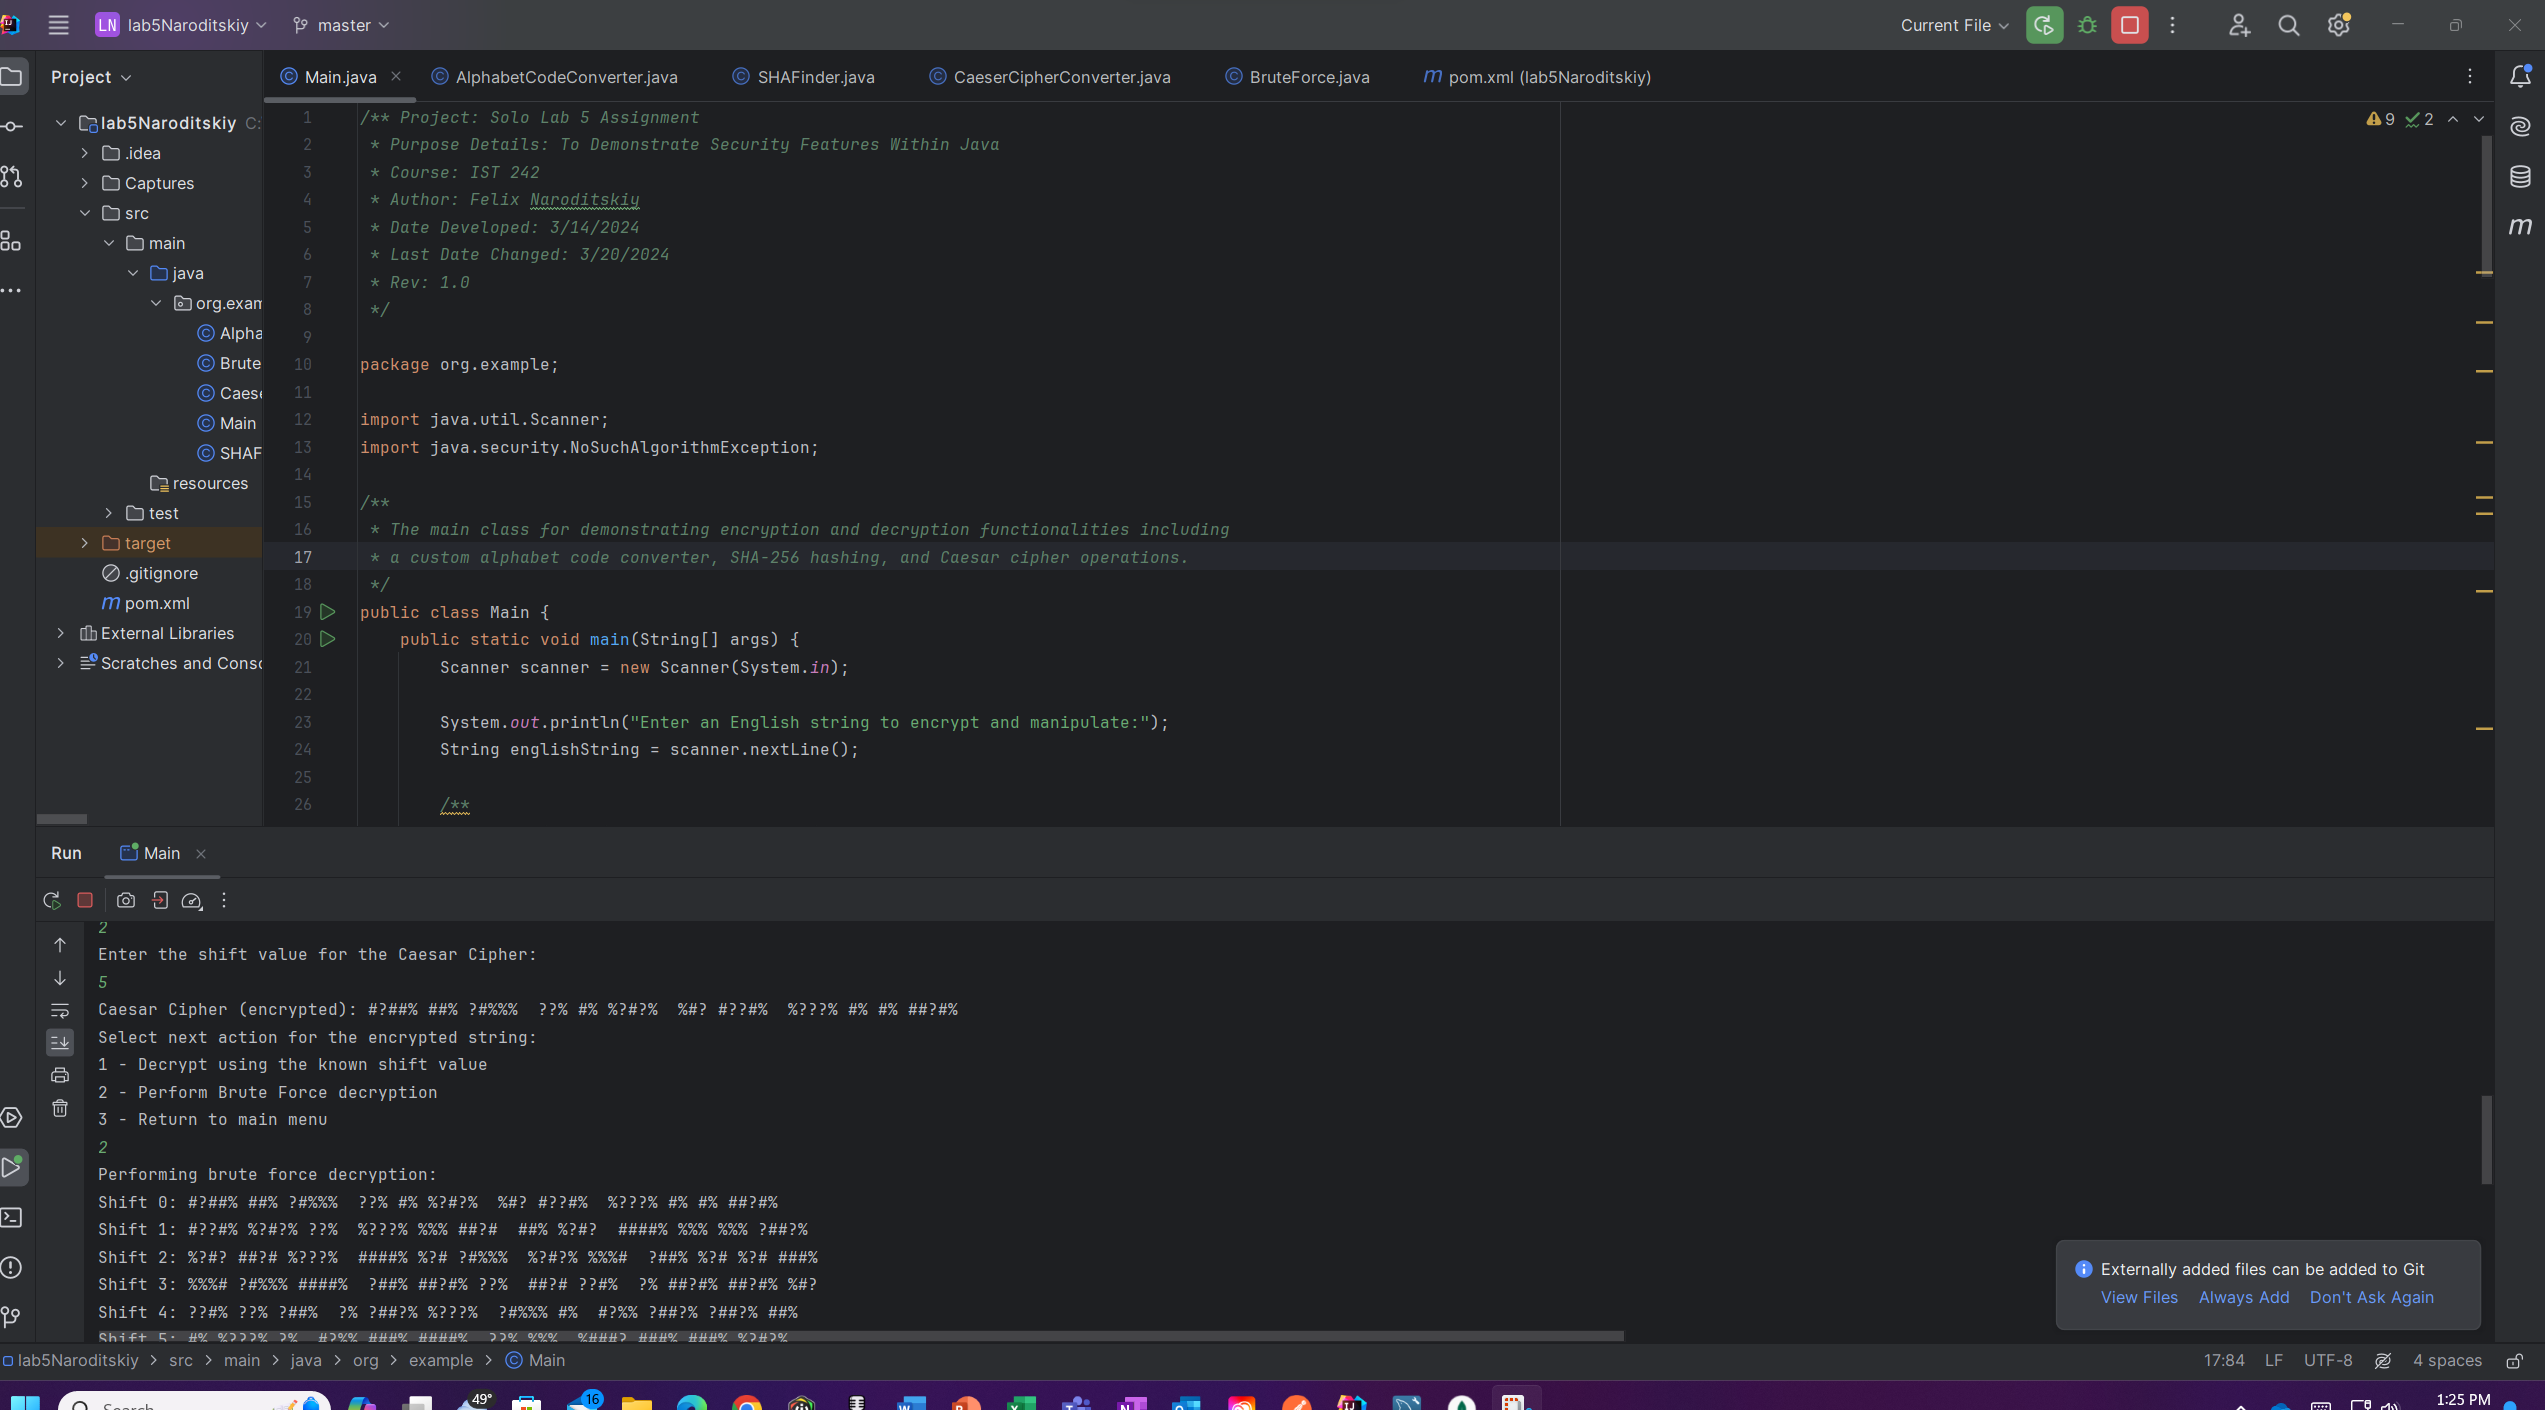 LN lab5Naroditskiy master Current File
Project
Main.java AlphabetCodeConverter.java SHAFinder.java CaeserCipherConverter.java BruteForce.java m pom.xml (lab5Naroditskiy)
lab5Naroditskiy C:
.idea
Captures
src
main
java
org.exam
Alpha
Brute
Caese
Main
SHAF
resources
test
target
.gitignore
m pom.xml
External Libraries
Scratches and Consc
9 2
1 /** Project: Solo Lab 5 Assignment
2 * Purpose Details: To Demonstrate Security Features Within Java
3 * Course: IST 242
4 * Author: Felix Naroditskiy
5 * Date Developed: 3/14/2024
6 * Last Date Changed: 3/20/2024
7 * Rev: 1.0
8 */
9
10 package org.example;
11
12 import java.util.Scanner;
13 import java.security.NoSuchAlgorithmException;
14
15 /**
16 * The main class for demonstrating encryption and decryption functionalities including
17 * a custom alphabet code converter, SHA-256 hashing, and Caesar cipher operations.
18 */
19 public class Main {
20 public static void main(String[] args) {
21 Scanner scanner = new Scanner(System.in);
22
23 System.out.println("Enter an English string to encrypt and manipulate:");
24 String englishString = scanner.nextLine();
25
26 /**
m
Run Main
2
Enter the shift value for the Caesar Cipher:
5
Caesar Cipher (encrypted): #?##% ##% ?#%%%  ??% #% %?#?%  %#? #??#%  %???% #% #% ##?#%
Select next action for the encrypted string:
1 - Decrypt using the known shift value
2 - Perform Brute Force decryption
3 - Return to main menu
2
Performing brute force decryption:
Shift 0: #?##% ##% ?#%%%  ??% #% %?#?%  %#? #??#%  %???% #% #% ##?#%
Shift 1: #??#% %?#?% ??%  %???% %%% ##?#  ##% %?#?  ####% %%% %%% ?##?%
Shift 2: %?#? ##?# %???%  ####% %?# ?#%%%  %?#?% %%%#  ?##% %?# %?# ###%
Shift 3: %%%# ?#%%% ####%  ?##% ##?#% ??%  ##?# ??#%  ?% ##?#% ##?#% %#?
Shift 4: ??#% ??% ?##%  ?% ?##?% %???%  ?#%%% #%  #?%% ?##?% ?##?% ##%
Shift 5: #% %???% ?%  #?%% ###% ####%  ??% %%%  %###? ###% ###% %?#?%
Externally added files can be added to Git
View Files Always Add Don't Ask Again
lab5Naroditskiy > src > main > java > org > example > Main
17:84 LF UTF-8 4 spaces
Search 49° 16 1:25 PM